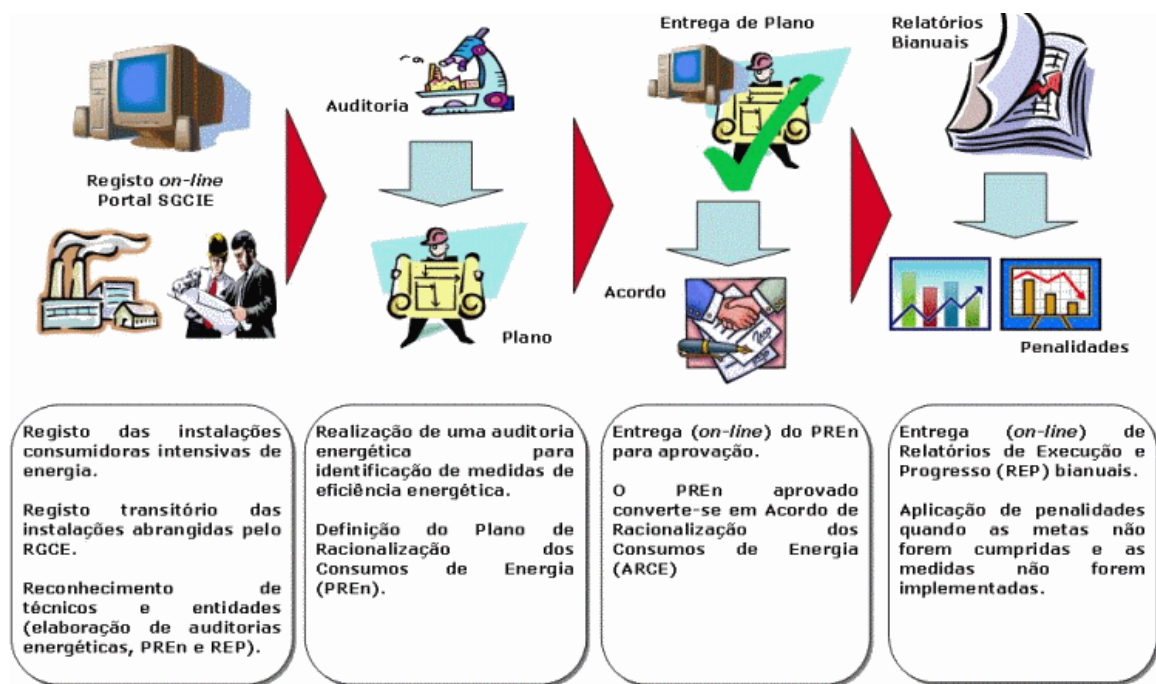 Registo on-line
Portal SGCIE
Auditoria
Plano
Entrega de Plano
Acordo
Relatórios
Bianuais
Penalidades
Registo das instalações
consumidoras intensivas de
energia.
Registo transitório das
instalações abrangidas pelo
RGCE.
Reconhecimento de
técnicos e entidades
(elaboração de auditorias
energéticas, PREn e REP).
Realização de uma auditoria
energética para
identificação de medidas de
eficiência energética.
Definição do Plano de
Racionalização dos
Consumos de Energia
(PREn).
Entrega (on-line) do PREn
para aprovação.
O PREn aprovado
converte-se em Acordo de
Racionalização dos
Consumos de Energia
(ARCE)
Entrega (on-line) de
Relatórios de Execução e
Progresso (REP) bianuais.
Aplicação de penalidades
quando as metas não
forem cumpridas e as
medidas não forem
implementadas.